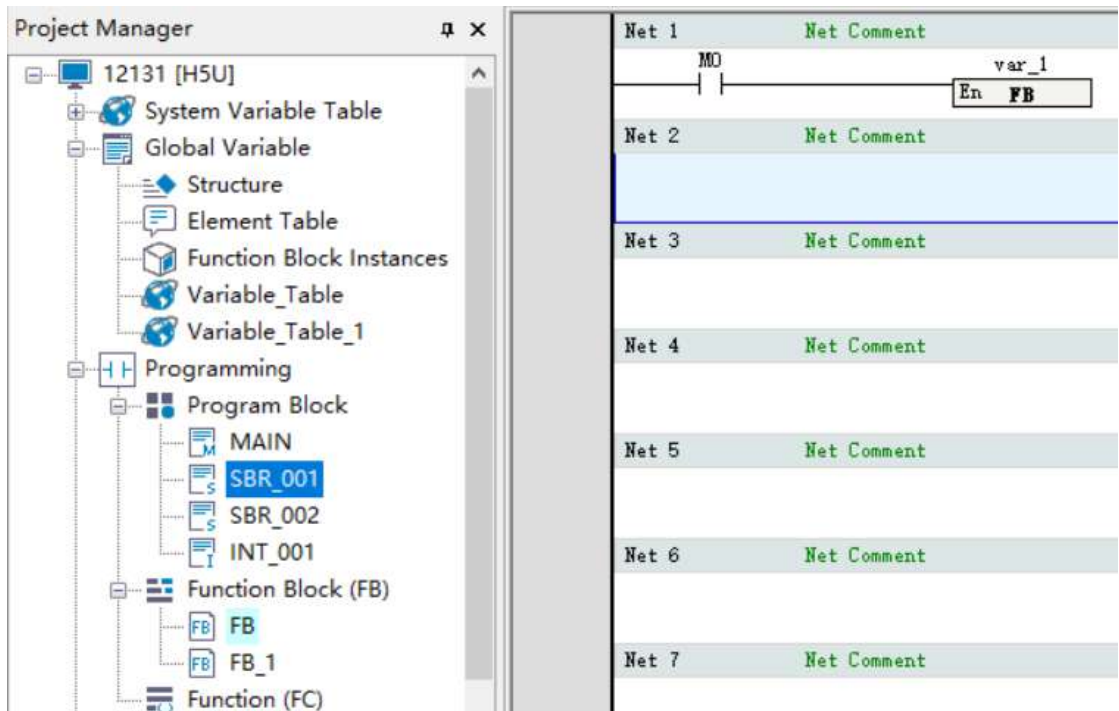 Project Manager
12131 [H5U]
System Variable Table
Global Variable
Structure
Element Table
Function Block Instances
Variable_Table
Variable_Table_1
Programming
Program Block
MAIN
SBR_001
SBR_002
INT_001
Function Block (FB)
FB FB
FB FB_1
Function (FC)
Net 1 Net Comment
M0 var_1
En FB
Net 2 Net Comment
Net 3 Net Comment
Net 4 Net Comment
Net 5 Net Comment
Net 6 Net Comment
Net 7 Net Comment